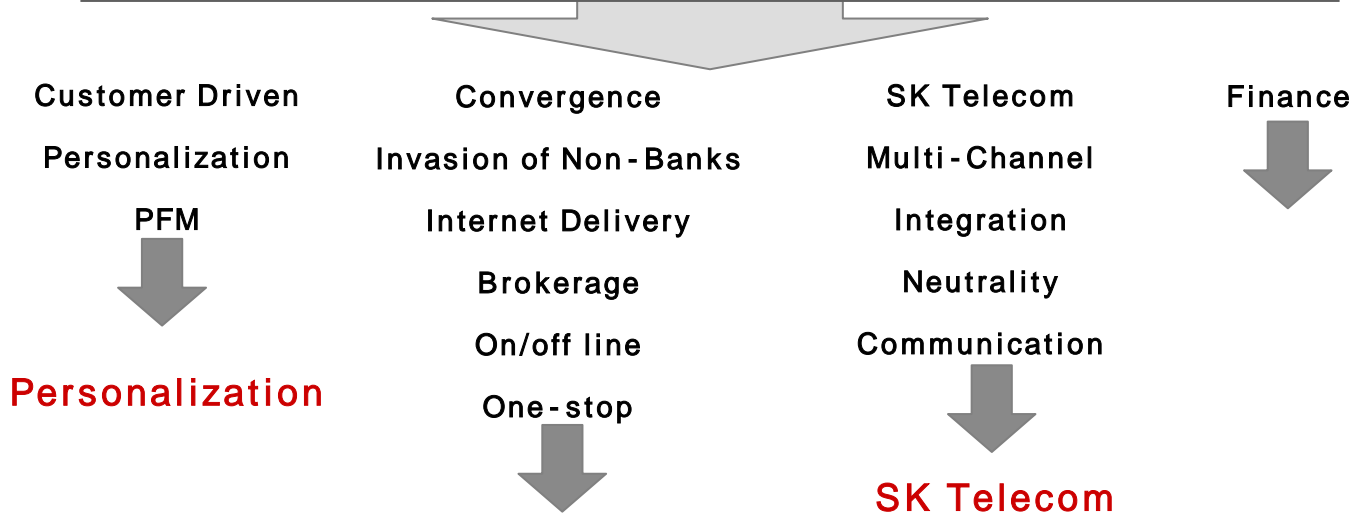 Customer Driven
Personalization
PFM
Personalization
Convergence
Invasion of Non-Banks
Internet Delivery
Brokerage
On/off line
One-stop
SK Telecom
Multi-Channel
Integration
Neutrality
Communication
SK Telecom
Finance